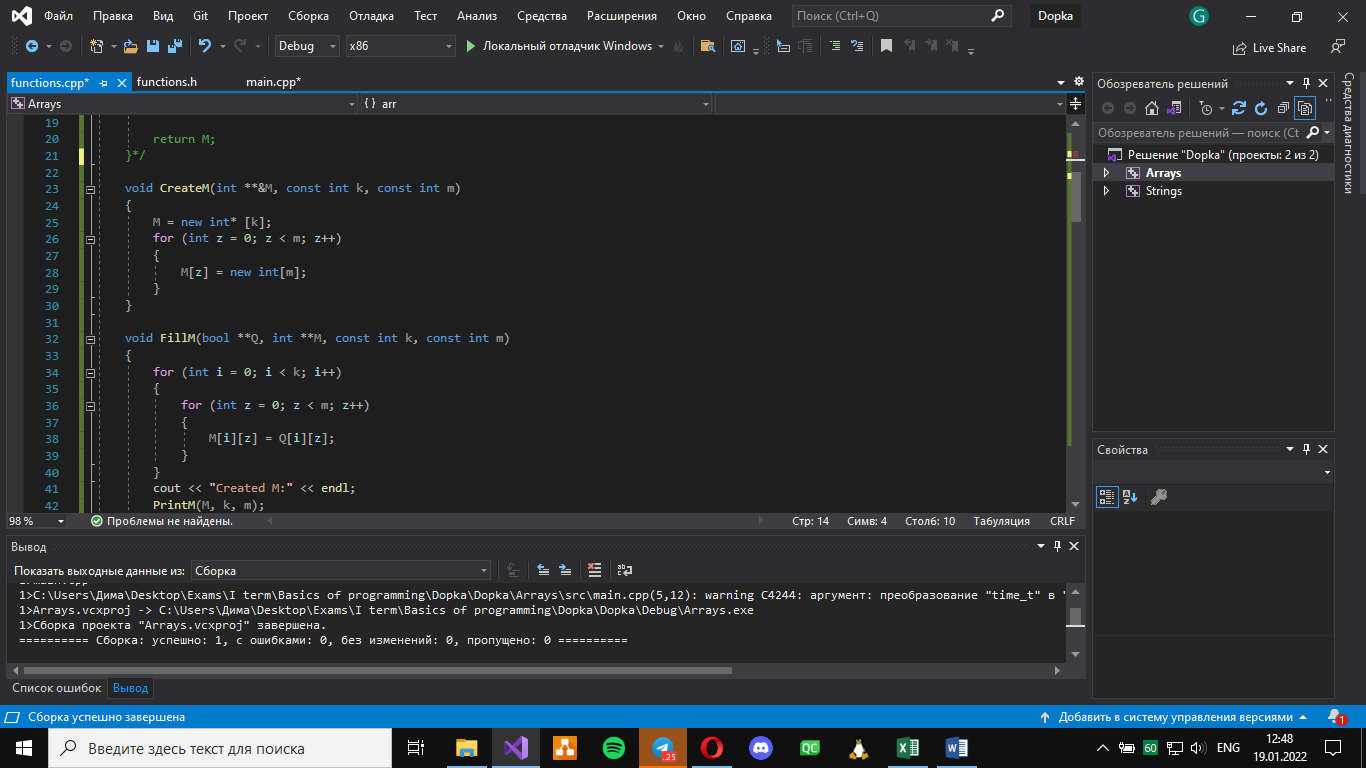 Файл Правка Вид Git Проект Сборка Отладка Тест Анализ Средства Расширения Окно Справка Поиск (Ctrl+Q) Dopka G
Debug x86 Локальный отладчик Windows Live Share
functions.cpp* functions.h main.cpp*
Arrays {} arr
19
20 return M;
21 }*/
22
23 void CreateM(int **&M, const int k, const int m)
24 {
25 M = new int* [k];
26 for (int z = 0; z < m; z++)
27 {
28 M[z] = new int[m];
29 }
30 }
31
32 void FillM(bool **Q, int **M, const int k, const int m)
33 {
34 for (int i = 0; i < k; i++)
35 {
36 for (int z = 0; z < m; z++)
37 {
38 M[i][z] = Q[i][z];
39 }
40 }
41 cout << "Created M:" << endl;
42 PrintM(M, k, m);
98 % Проблемы не найдены. Стр: 14 Симв: 4 Столб: 10 Табуляция CRLF
Вывод
Показать выходные данные из: Сборка
1>C:\Users\Дима\Desktop\Exams\I term\Basics of programming\Dopka\Dopka\Arrays\src\main.cpp(5,12): warning C4244: аргумент: преобразование "time_t" в "
1>Arrays.vcxproj -> C:\Users\Дима\Desktop\Exams\I term\Basics of programming\Dopka\Dopka\Debug\Arrays.exe
1>Сборка проекта "Arrays.vcxproj" завершена.
========== Сборка: успешно: 1, с ошибками: 0, без изменений: 0, пропущено: 0 ==========
Список ошибок Вывод
Обозреватель решений
Обозреватель решений — поиск (Ct
Решение "Dopka" (проекты: 2 из 2)
Arrays
Strings
Свойства
Средства диагностики
Сборка успешно завершена Добавить в систему управления версиями 1
Введите здесь текст для поиска
25
QC
60
ENG
12:48
19.01.2022